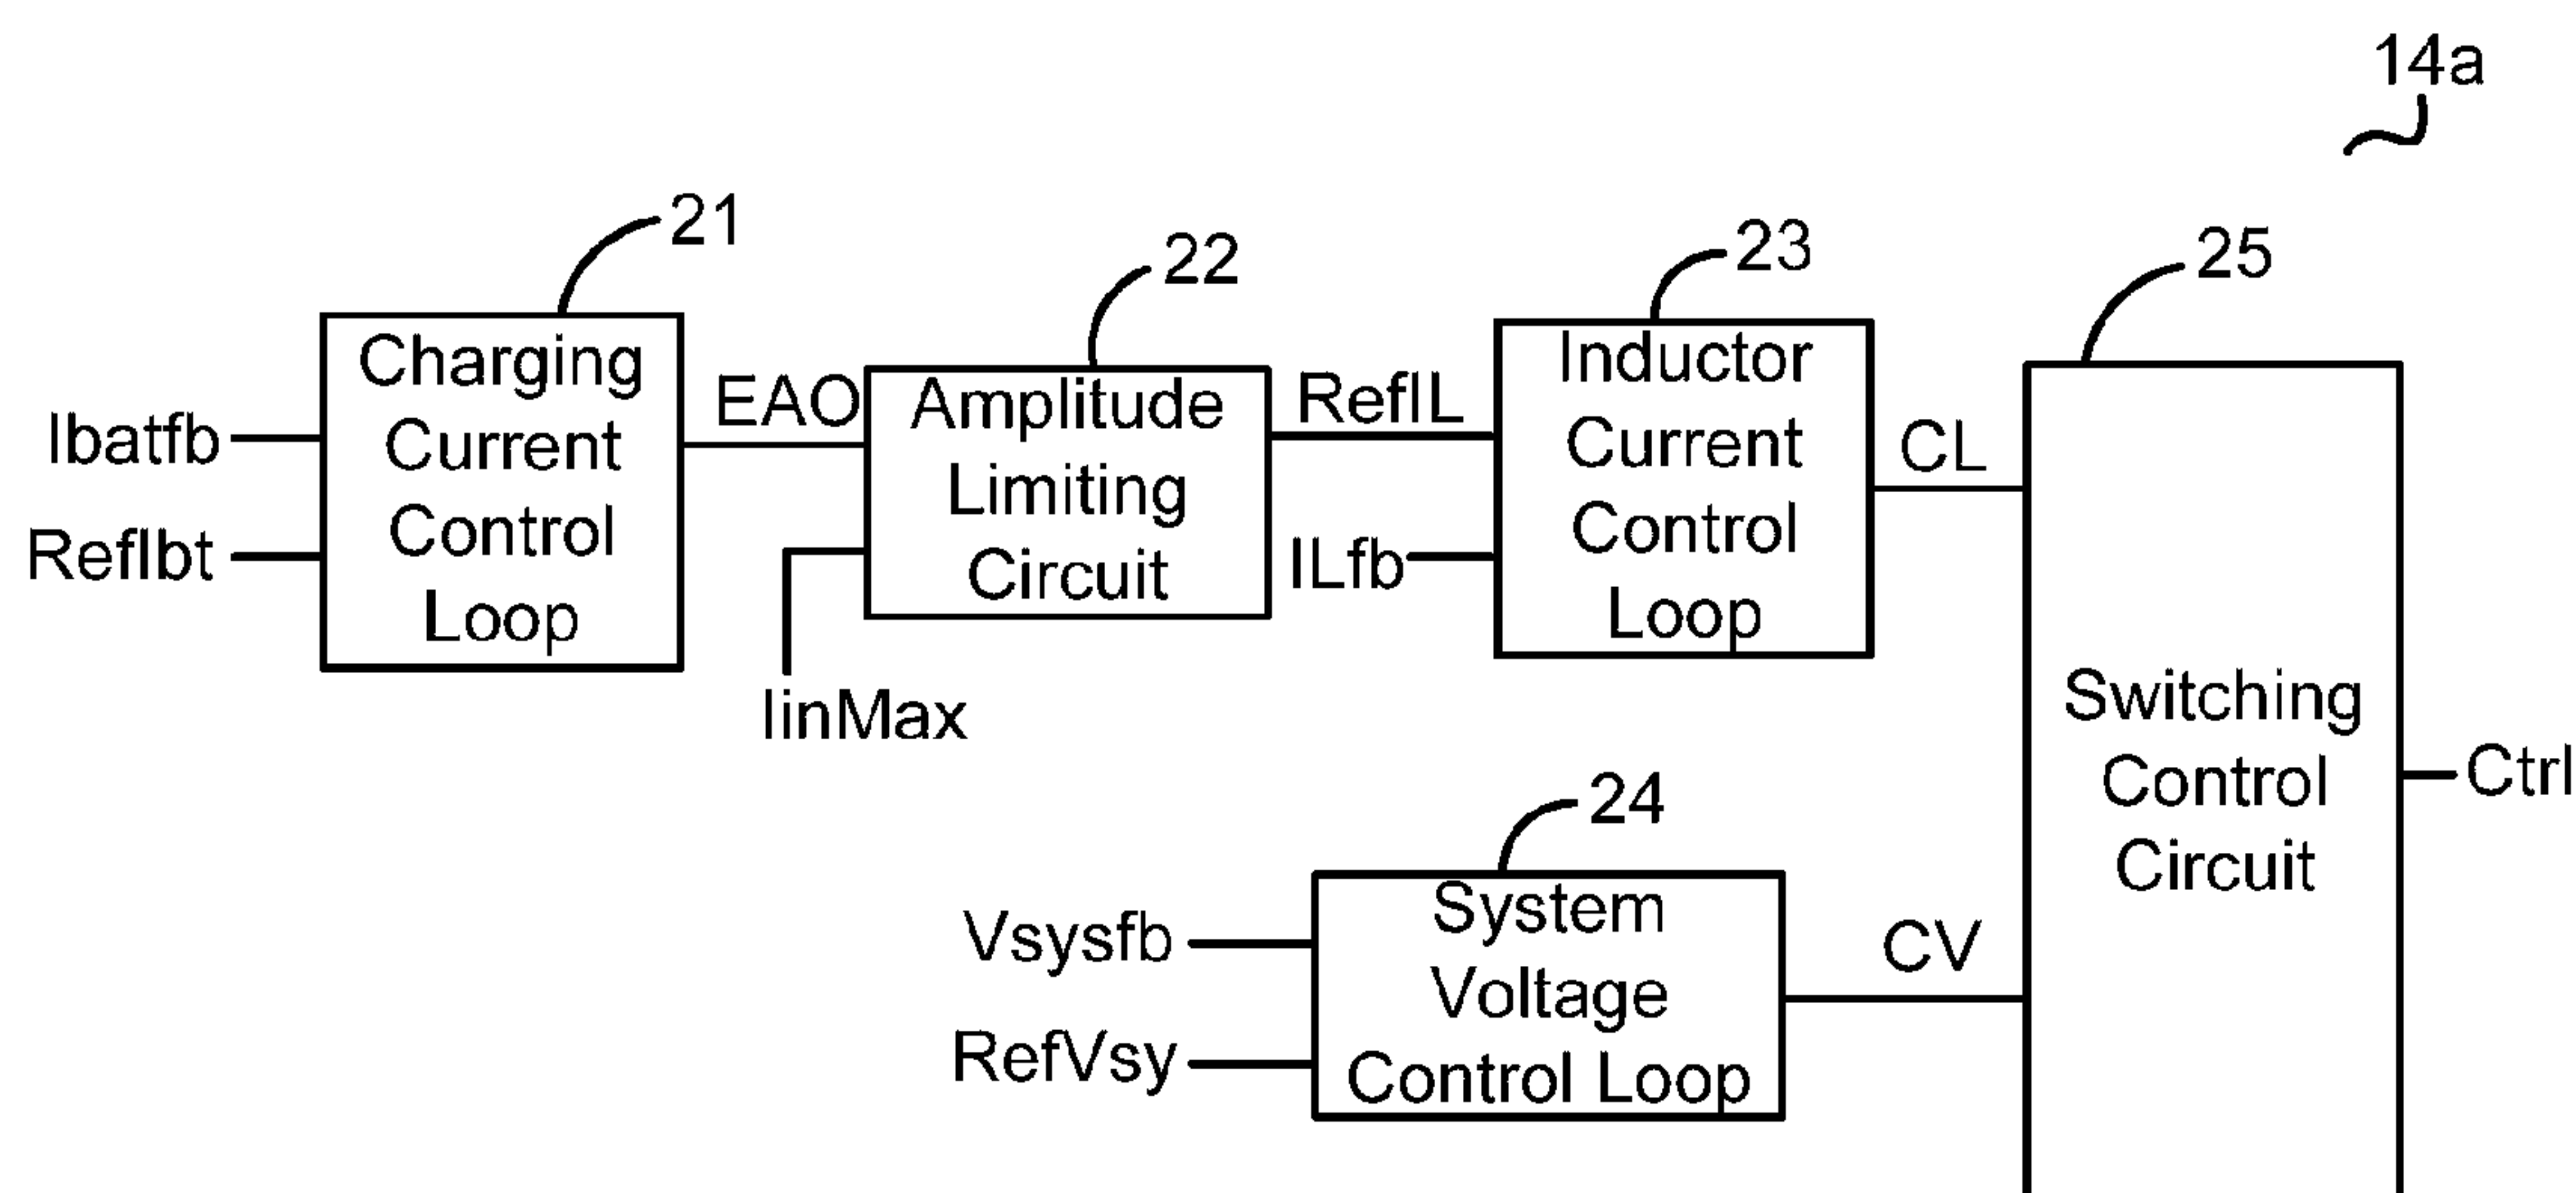 14a
21
22
23
25
Charging
Current
Control
Loop
Ibatfb
RefIbt
EAO
Amplitude
Limiting
Circuit
IinMax
RefIL
ILfb
Inductor
Current
Control
Loop
CL
Switching
Control
Circuit
Ctrl
24
System
Voltage
Control Loop
Vsysfb
RefVsy
CV